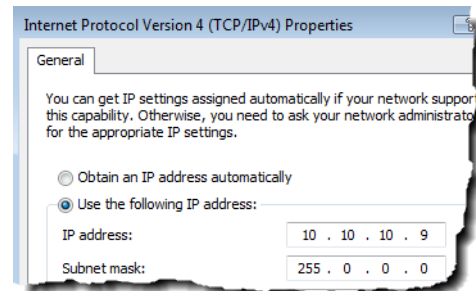 Internet Protocol Version 4 (TCP/IPv4) Properties
General
You can get IP settings assigned automatically if your network suppor
this capability. Otherwise, you need to ask your network administrato
for the appropriate IP settings.
Obtain an IP address automatically
Use the following IP address:
IP address: 10 . 10 . 10 . 9
Subnet mask: 255 . 0 . 0 . 0